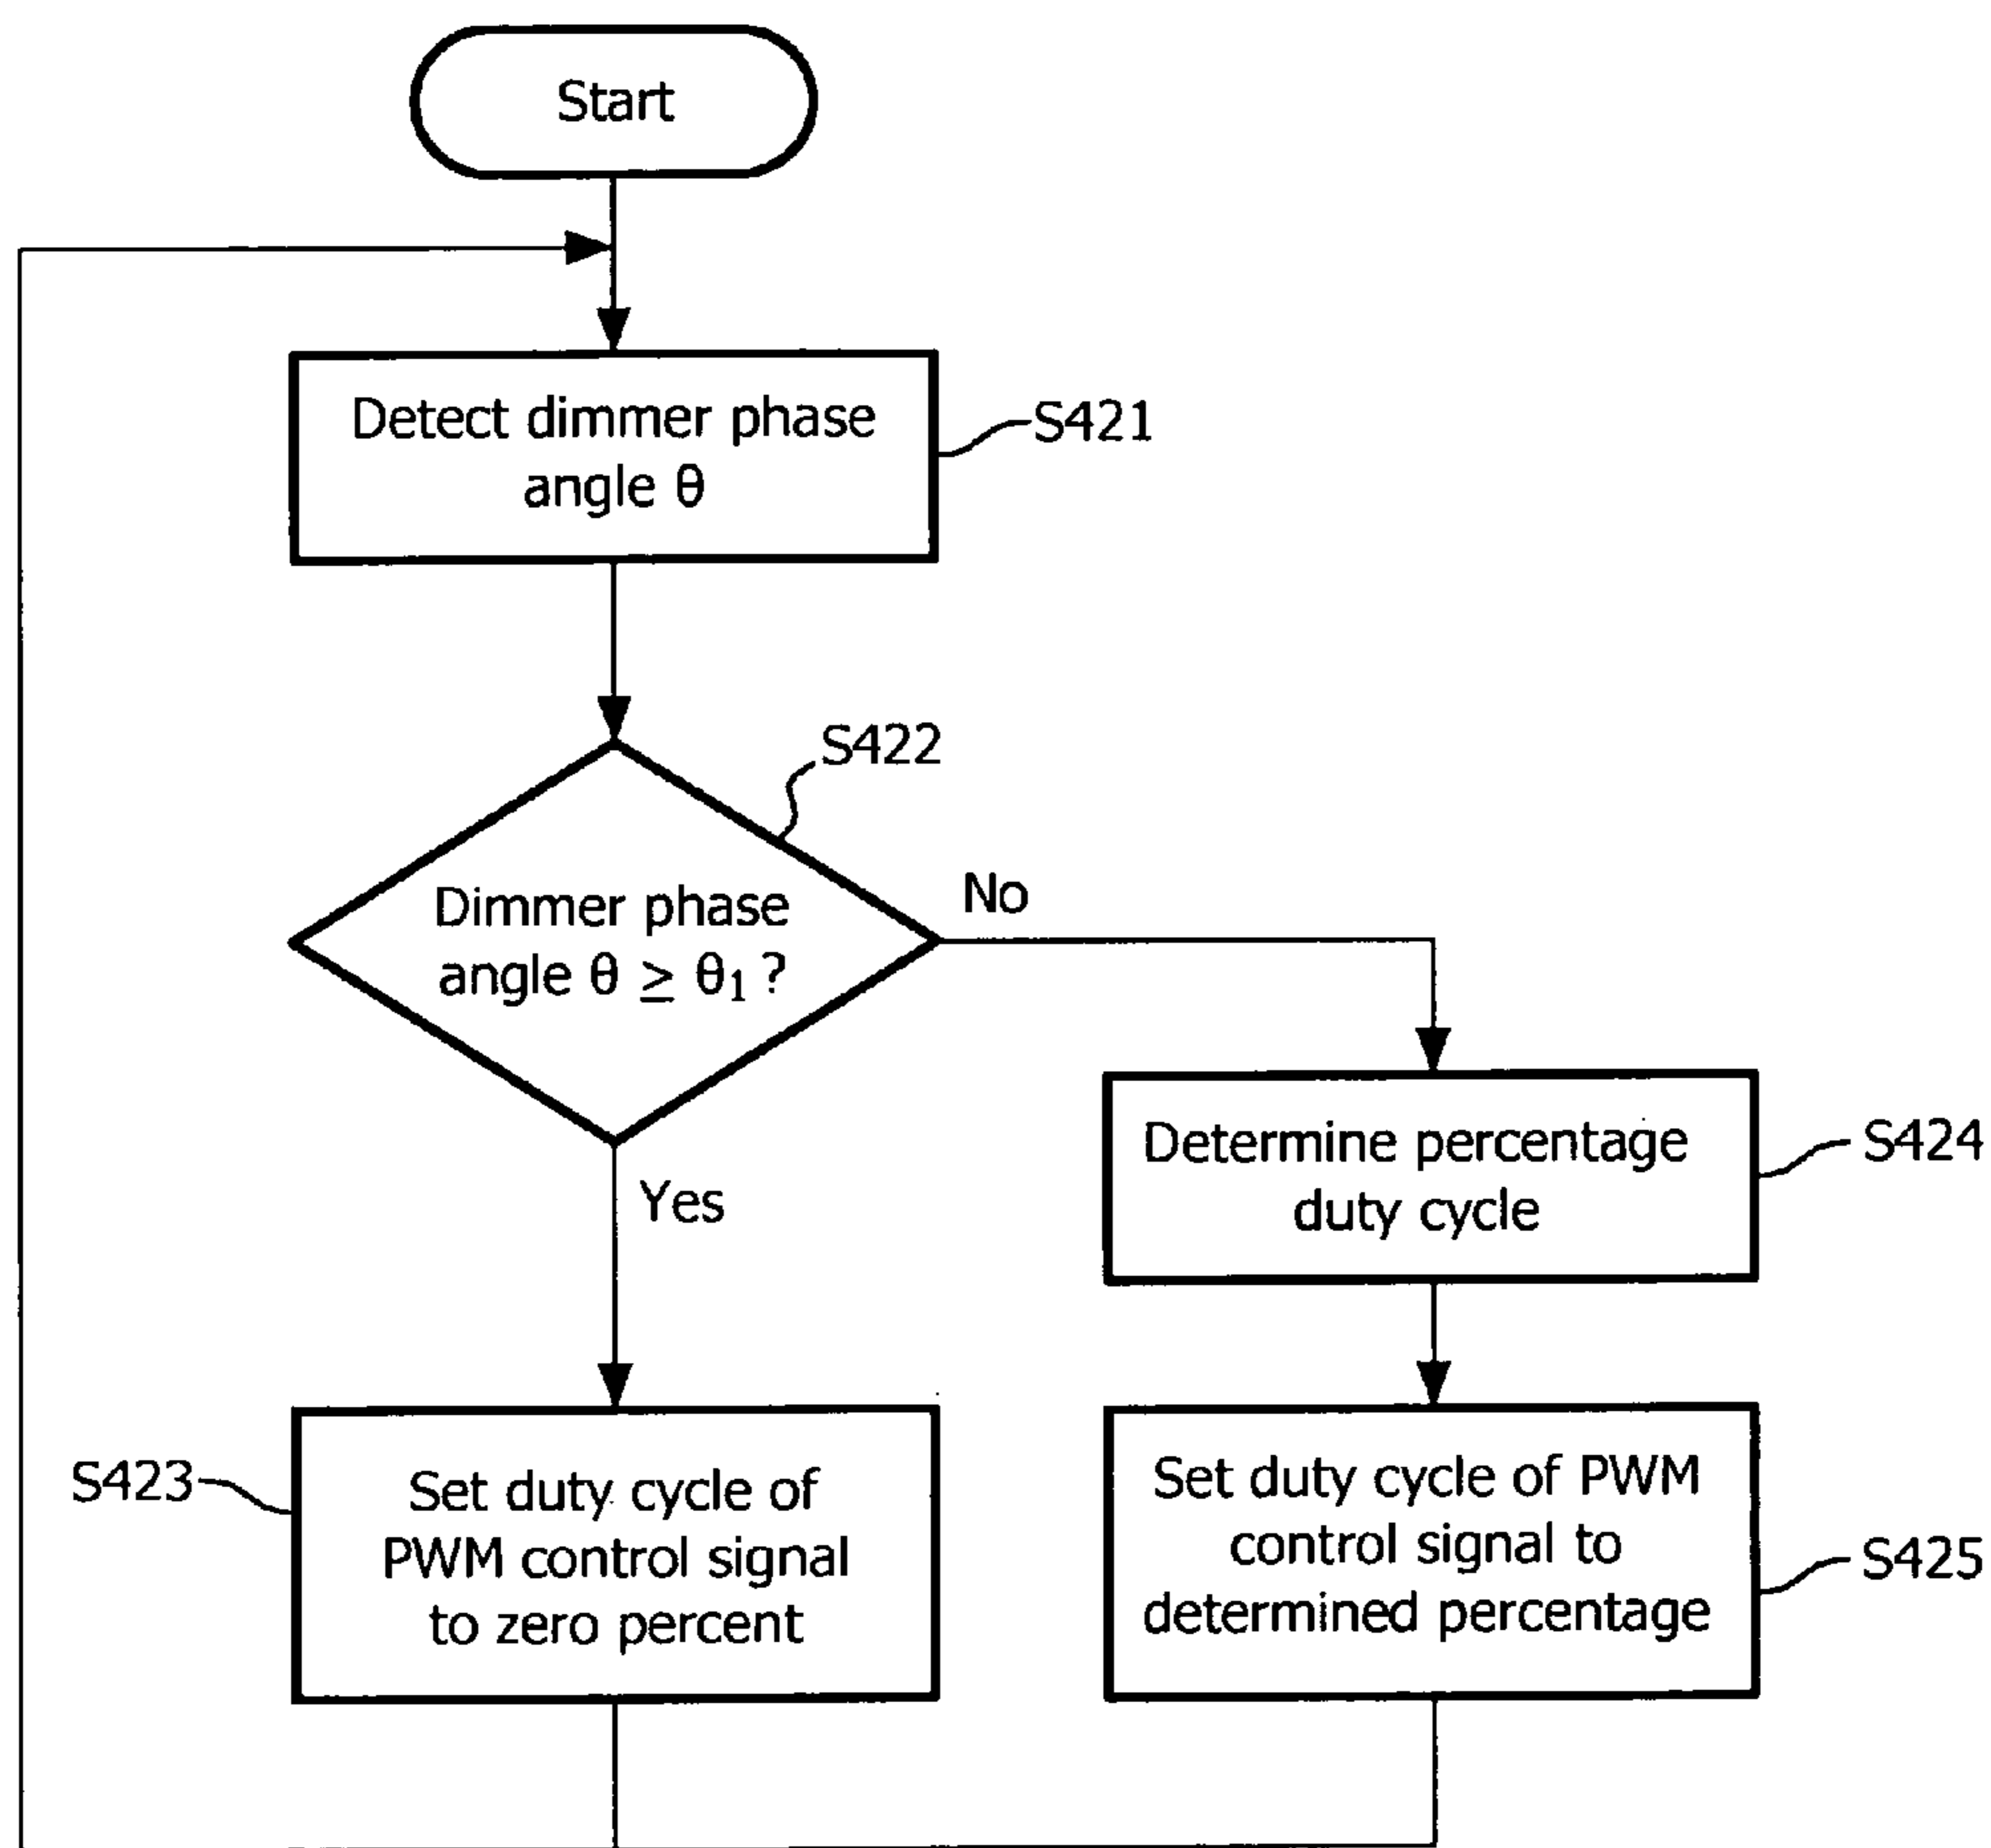 Start
Detect dimmer phase
angle θ
S421
S422
Dimmer phase
angle θ ≥ θ₁ ?
No
Yes
Determine percentage
duty cycle
S424
S423
Set duty cycle of
PWM control signal
to zero percent
Set duty cycle of PWM
control signal to
determined percentage
S425